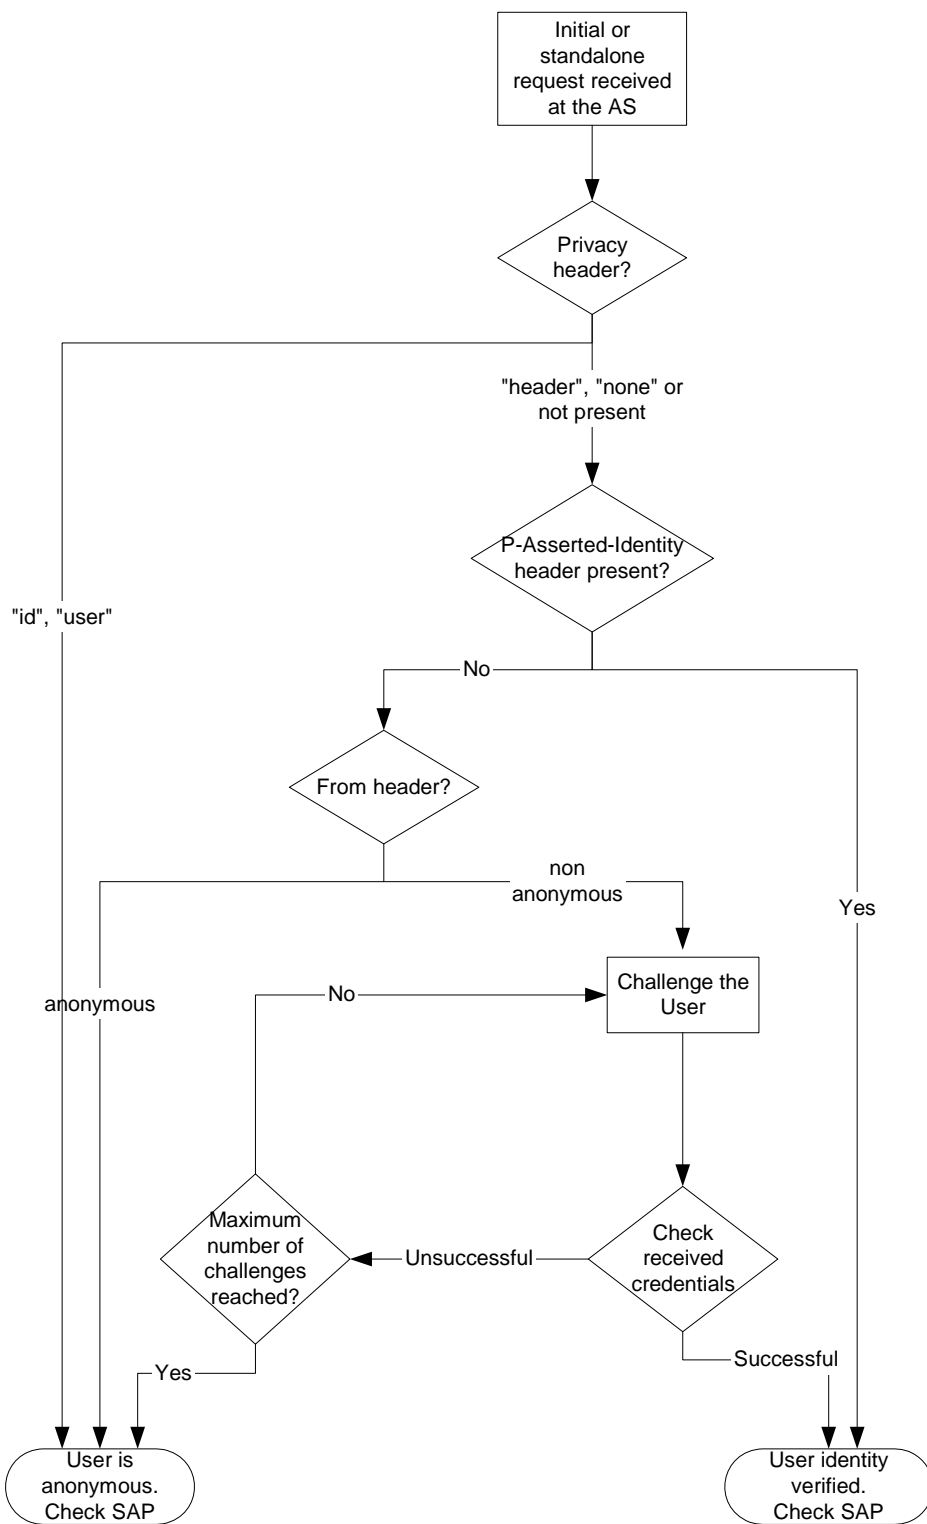 Initial or
standalone
request received
at the AS
Privacy
header?
"header", "none" or
not present
P-Asserted-Identity
header present?
"id", "user"
No
From header?
non
anonymous
Yes
Challenge the
User
No
anonymous
Maximum
number of
challenges
reached?
Unsuccessful
Check
received
credentials
Successful
Yes
User is
anonymous.
Check SAP
User identity
verified.
Check SAP